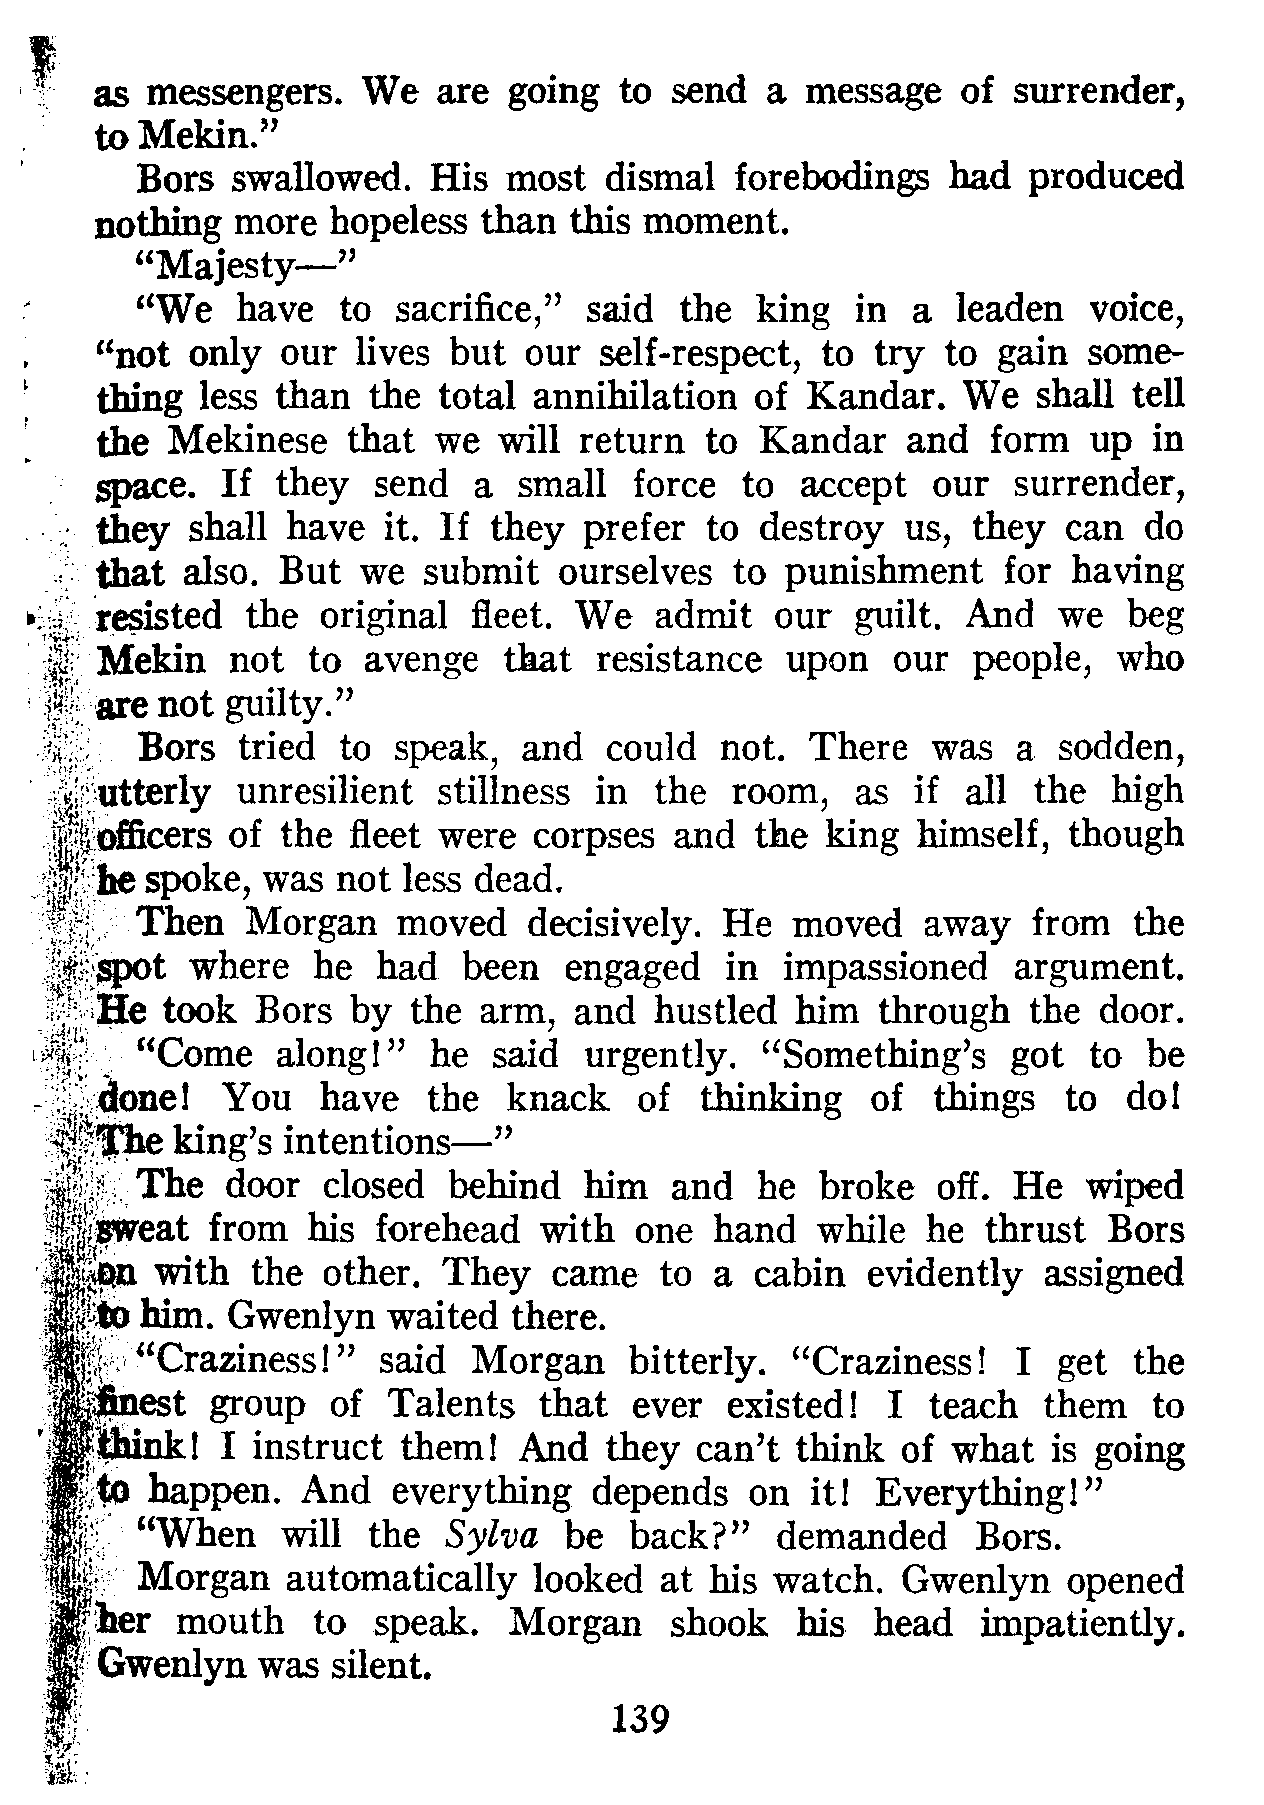 as messengers. We are going to send a message of surrender,
to Mekin.”
Bors swallowed. His most dismal forebodings had produced
nothing more hopeless than this moment.
“Majesty—”
“We have to sacrifice,” said the king in a leaden voice,
“not only our lives but our self-respect, to try to gain some-
thing less than the total annihilation of Kandar. We shall tell
the Mekinese that we will return to Kandar and form up in
space. If they send a small force to accept our surrender,
they shall have it. If they prefer to destroy us, they can do
that also. But we submit ourselves to punishment for having
resisted the original fleet. We admit our guilt. And we beg
Mekin not to avenge that resistance upon our people, who
are not guilty.”
Bors tried to speak, and could not. There was a sodden,
utterly unresilient stillness in the room, as if all the high
officers of the fleet were corpses and the king himself, though
he spoke, was not less dead.
Then Morgan moved decisively. He moved away from the
spot where he had been engaged in impassioned argument.
He took Bors by the arm, and hustled him through the door.
“Come along!” he said urgently. “Something’s got to be
done! You have the knack of thinking of things to do!
The king’s intentions—”
The door closed behind him and he broke off. He wiped
sweat from his forehead with one hand while he thrust Bors
on with the other. They came to a cabin evidently assigned
to him. Gwenlyn waited there.
“Craziness!” said Morgan bitterly. “Craziness! I get the
finest group of Talents that ever existed! I teach them to
think! I instruct them! And they can’t think of what is going
to happen. And everything depends on it! Everything!”
“When will the Sylva be back?” demanded Bors.
Morgan automatically looked at his watch. Gwenlyn opened
her mouth to speak. Morgan shook his head impatiently.
Gwenlyn was silent.
139